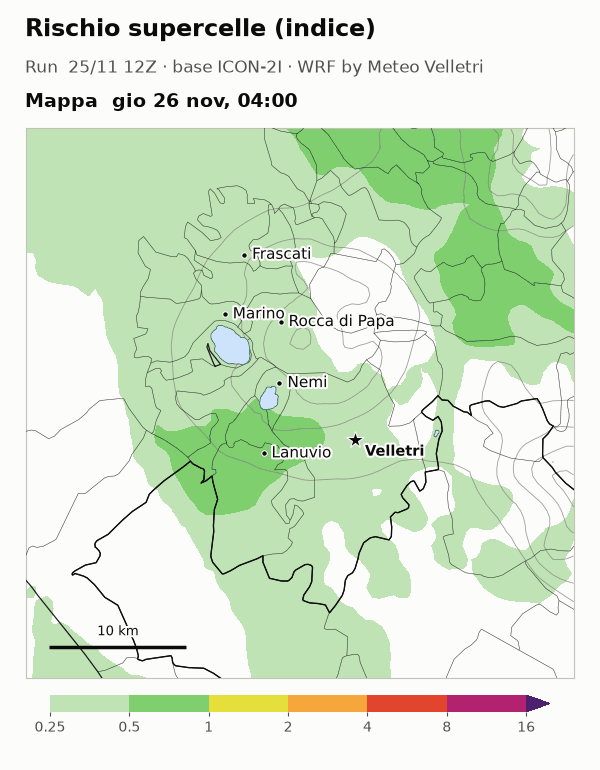 Rischio supercelle (indice)
Run  25/11 12Z · base ICON-2I · WRF by Meteo Velletri
Mappa  gio 26 nov, 04:00
Frascati
Marino
Rocca di Papa
Nemi
Velletri
Lanuvio
10 km
0.25 0.5 1 2 4 8 16